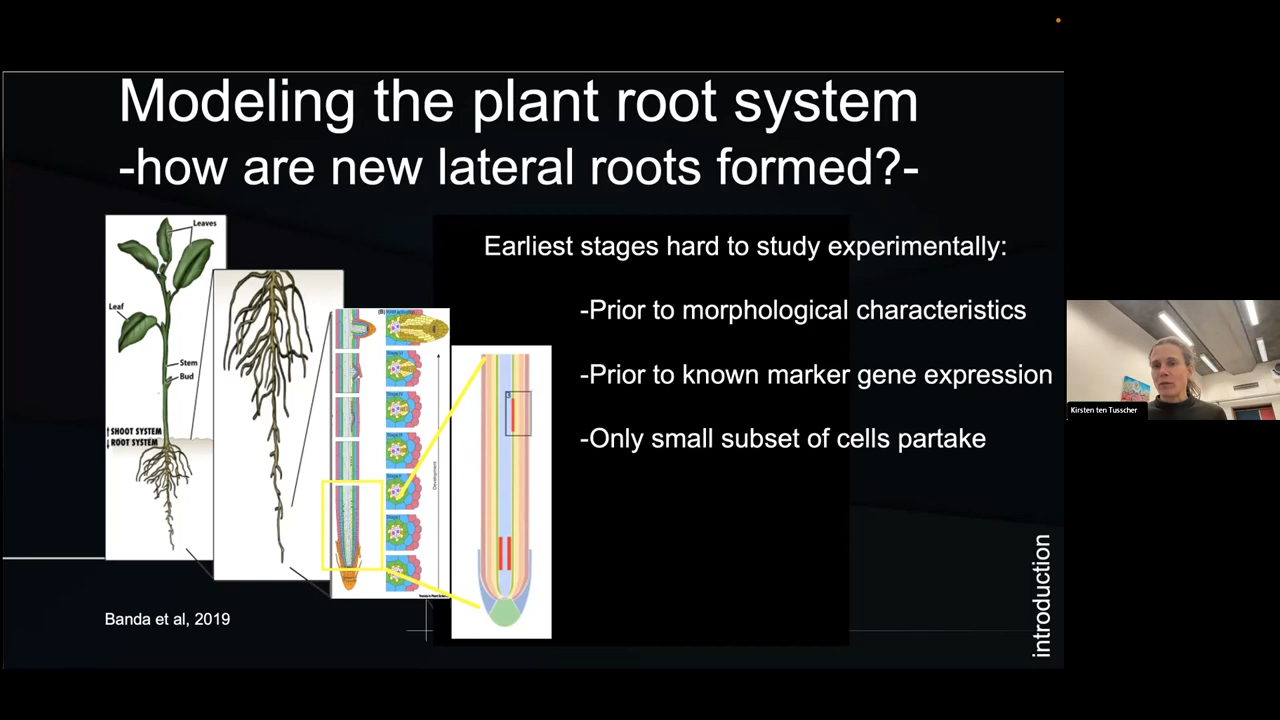 Modeling the plant root system
-how are new lateral roots formed?-
Leaves
Leaf
Stem
Bud
SHOOT SYSTEM
ROOT SYSTEM
(B)
Development
Earliest stages hard to study experimentally:
-Prior to morphological characteristics
-Prior to known marker gene expression
-Only small subset of cells partake
Banda et al, 2019
introduction
Kirsten ten Tusscher